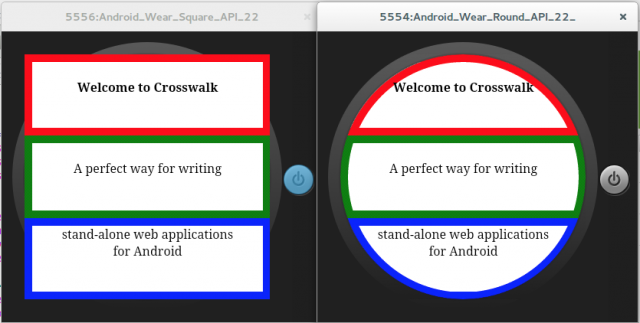 5556:Android_Wear_Square_API_22
Welcome to Crosswalk
A perfect way for writing
stand-alone web applications
for Android
5554:Android_Wear_Round_API_22_
Welcome to Crosswalk
A perfect way for writing
stand-alone web applications
for Android